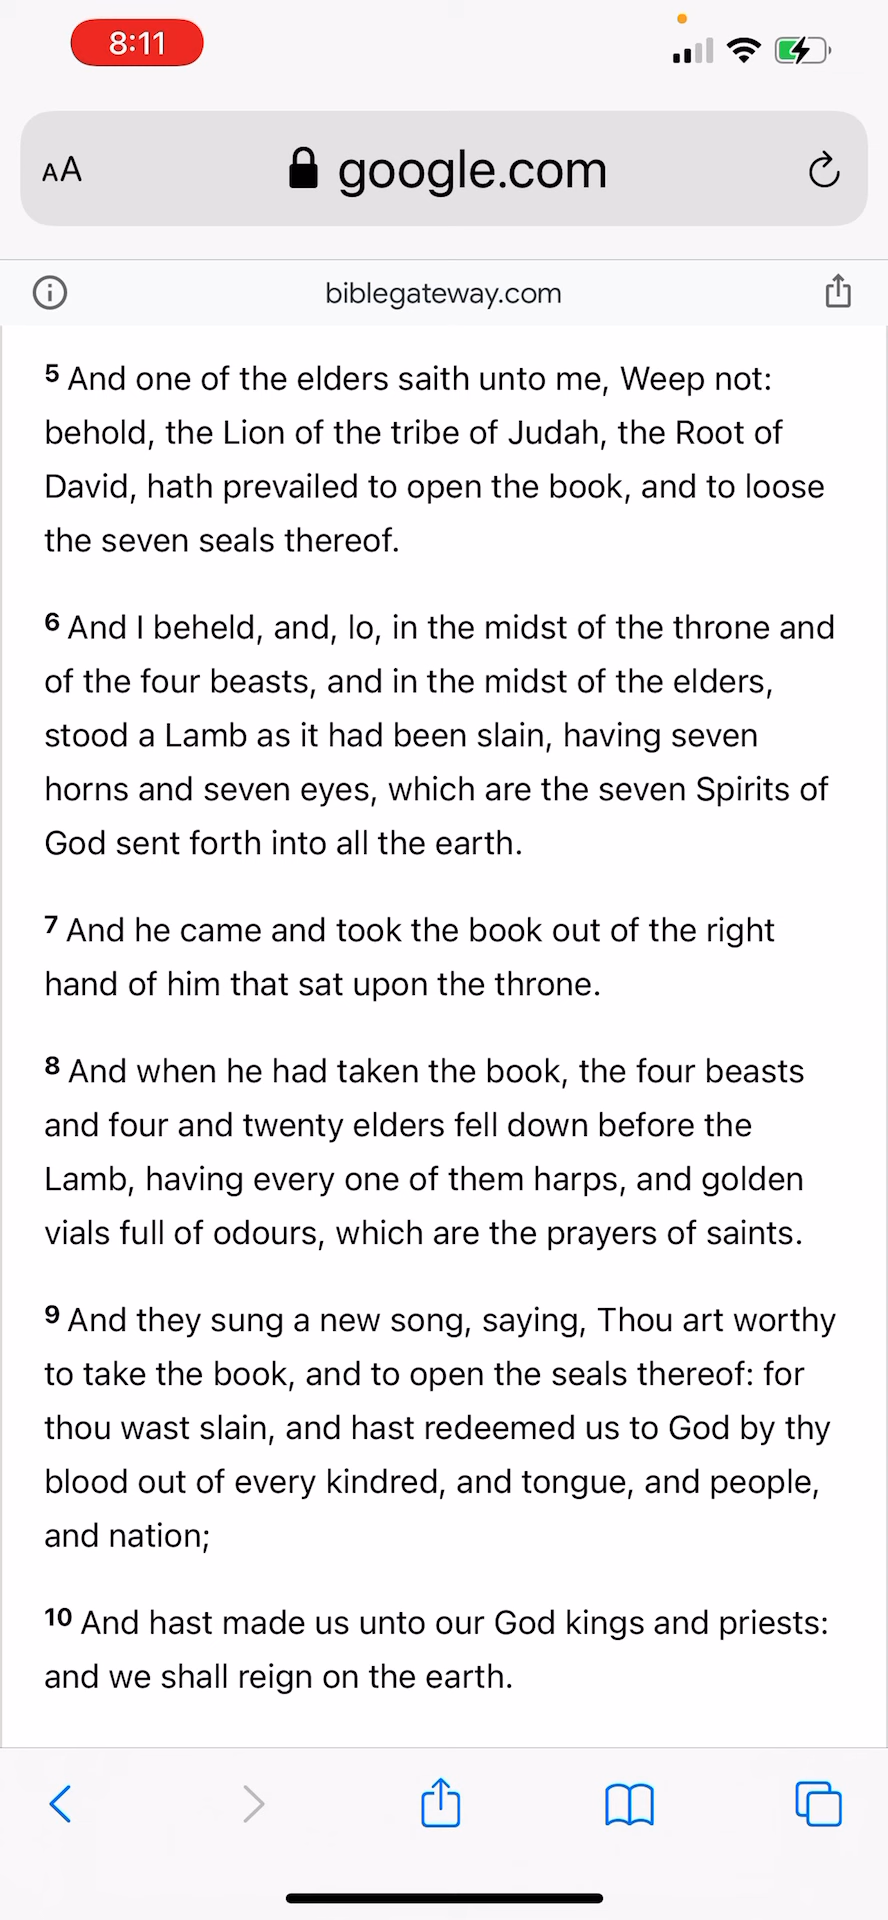 8:11
AA google.com
biblegateway.com
5 And one of the elders saith unto me, Weep not:
behold, the Lion of the tribe of Judah, the Root of
David, hath prevailed to open the book, and to loose
the seven seals thereof.
6 And I beheld, and, lo, in the midst of the throne and
of the four beasts, and in the midst of the elders,
stood a Lamb as it had been slain, having seven
horns and seven eyes, which are the seven Spirits of
God sent forth into all the earth.
7 And he came and took the book out of the right
hand of him that sat upon the throne.
8 And when he had taken the book, the four beasts
and four and twenty elders fell down before the
Lamb, having every one of them harps, and golden
vials full of odours, which are the prayers of saints.
9 And they sung a new song, saying, Thou art worthy
to take the book, and to open the seals thereof: for
thou wast slain, and hast redeemed us to God by thy
blood out of every kindred, and tongue, and people,
and nation;
10 And hast made us unto our God kings and priests:
and we shall reign on the earth.